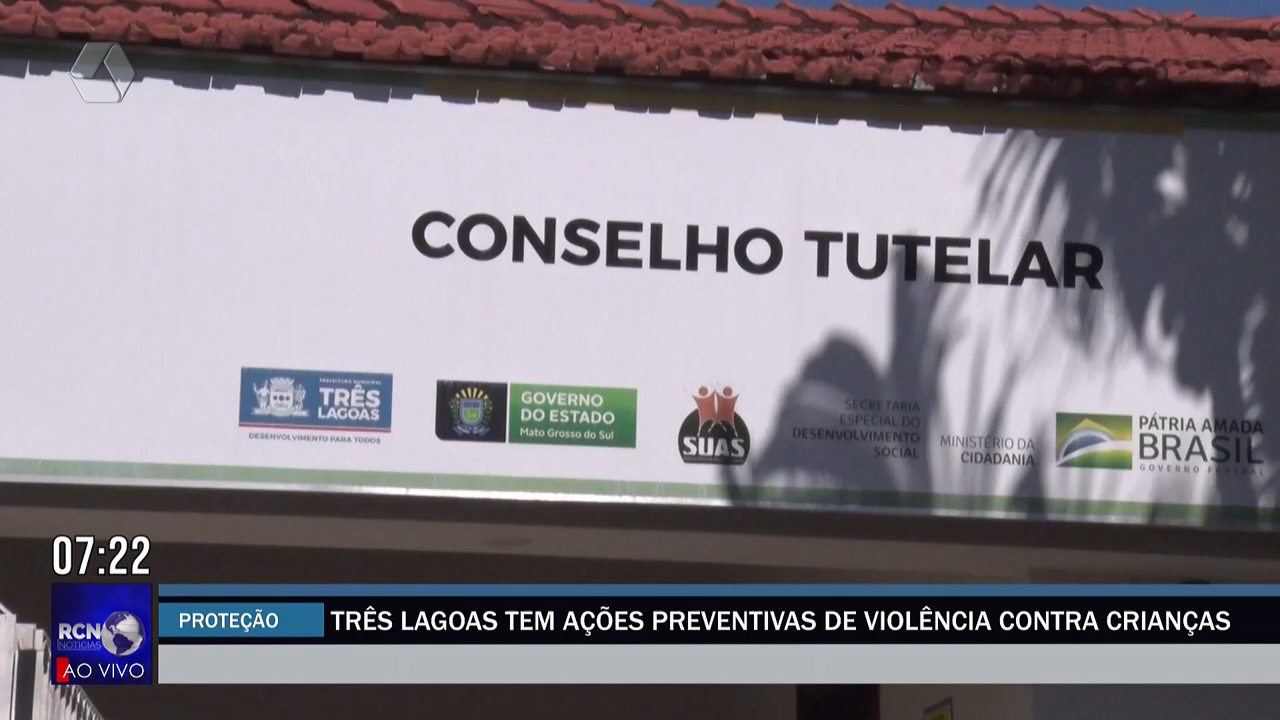 CONSELHO TUTELAR
PREFEITURA MUNICIPAL
TRÊS
LAGOAS
DESENVOLVIMENTO PARA TODOS
GOVERNO
DO ESTADO
Mato Grosso do Sul
SUAS
SECRETARIA
ESPECIAL DO
DESENVOLVIMENTO
SOCIAL
MINISTÉRIO DA
CIDADANIA
PÁTRIA AMADA
BRASIL
GOVERNO FEDERAL
07:22
RCN
NOTÍCIAS
AO VIVO
PROTEÇÃO
TRÊS LAGOAS TEM AÇÕES PREVENTIVAS DE VIOLÊNCIA CONTRA CRIANÇAS